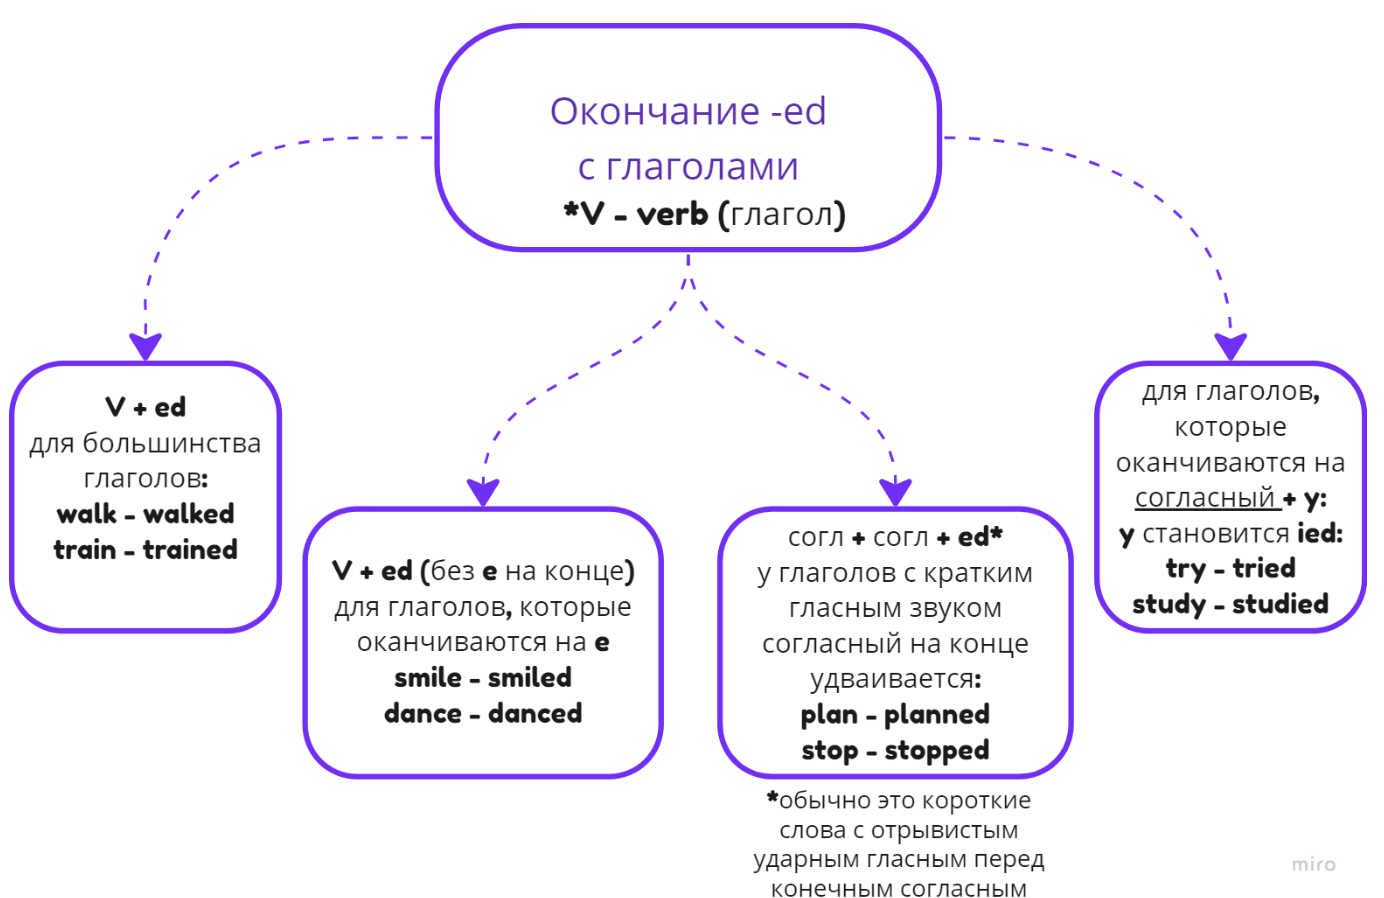 Окончание -ed
с глаголами
*V - verb (глагол)
V + ed
для большинства
глаголов:
walk - walked
train - trained
V + ed (без e на конце)
для глаголов, которые
оканчиваются на e
smile - smiled
dance - danced
согл + согл + ed*
у глаголов с кратким
гласным звуком
согласный на конце
удваивается:
plan - planned
stop - stopped
*обычно это короткие
слова с отрывистым
ударным гласным перед
конечным согласным
для глаголов,
которые
оканчиваются на
согласный + y:
y становится ied:
try - tried
study - studied
miro